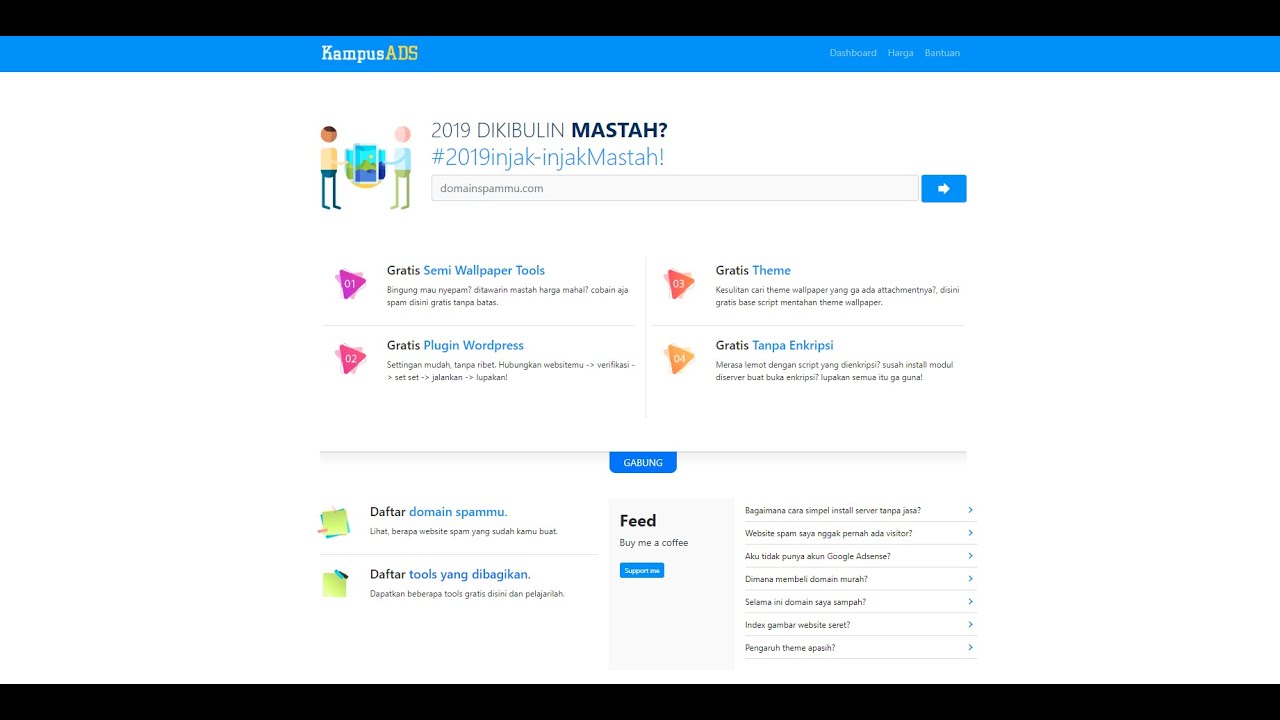 KampusADS
Dashboard Harga Bantuan
2019 DIKIBULIN MASTAH?
#2019injak-injakMastah!
domainspammu.com
01
Gratis Semi Wallpaper Tools
Bingung mau nyepam? ditawarin mastah harga mahal? cobain aja
spam disini gratis tanpa batas.
03
Gratis Theme
Kesulitan cari theme wallpaper yang ga ada attachmentnya?, disini
gratis base script mentahan theme wallpaper.
02
Gratis Plugin Wordpress
Settingan mudah, tanpa ribet. Hubungkan websitemu -> verifikasi -
> set set -> jalankan -> lupakan!
04
Gratis Tanpa Enkripsi
Merasa lemot dengan script yang dienkripsi? susah install modul
diserver buat buka enkripsi? lupakan semua itu ga guna!
GABUNG
Daftar domain spammu.
Lihat, berapa website spam yang sudah kamu buat.
Daftar tools yang dibagikan.
Dapatkan beberapa tools gratis disini dan pelajarilah.
Feed
Buy me a coffee
Support me
Bagaimana cara simpel install server tanpa jasa?
Website spam saya nggak pernah ada visitor?
Aku tidak punya akun Google Adsense?
Dimana membeli domain murah?
Selama ini domain saya sampah?
Index gambar website seret?
Pengaruh theme apasih?